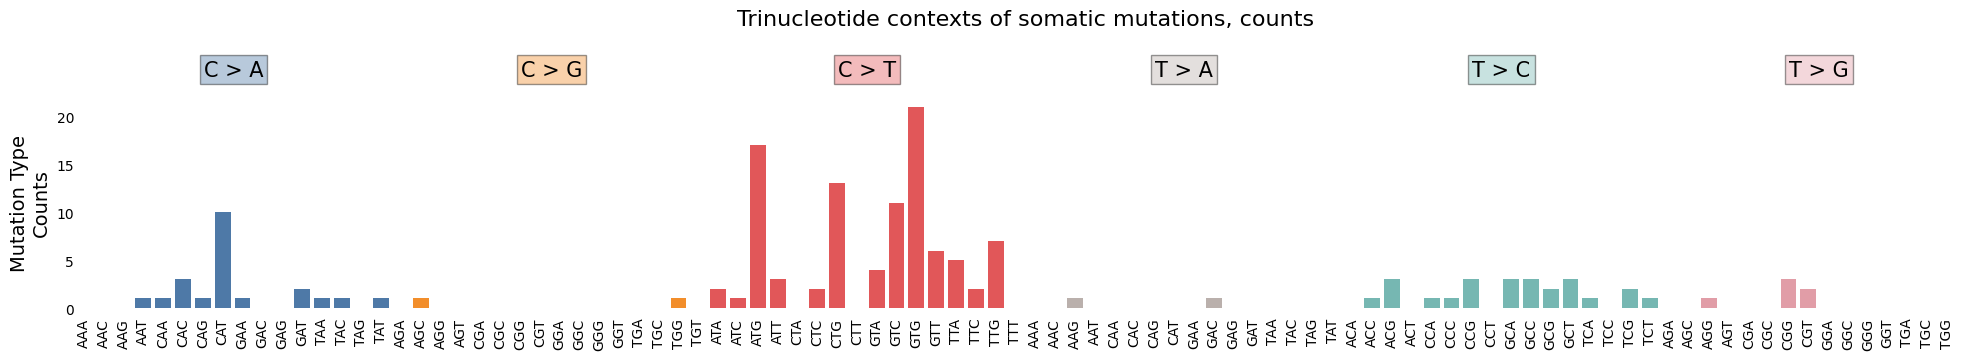 Trinucleotide contexts of somatic mutations, counts
C > A C > G C > T T > A T > C T > G
Mutation Type
Counts
20
15
10
5
0
AAA AAC AAG AAT CAA CAC CAG CAT GAA GAC GAG GAT TAA TAC TAG TAT AGA AGC AGG AGT CGA CGC CGG CGT GGA GGC GGG GGT TGA TGC TGG TGT ATA ATC ATG ATT CTA CTC CTG CTT GTA GTC GTG GTT TTA TTC TTG TTT AAA AAC AAG AAT CAA CAC CAG CAT GAA GAC GAG GAT TAA TAC TAG TAT ACA ACC ACG ACT CCA CCC CCG CCT GCA GCC GCG GCT TCA TCC TCG TCT AGA AGC AGG AGT CGA CGC CGG CGT GGA GGC GGG GGT TGA TGC TGG